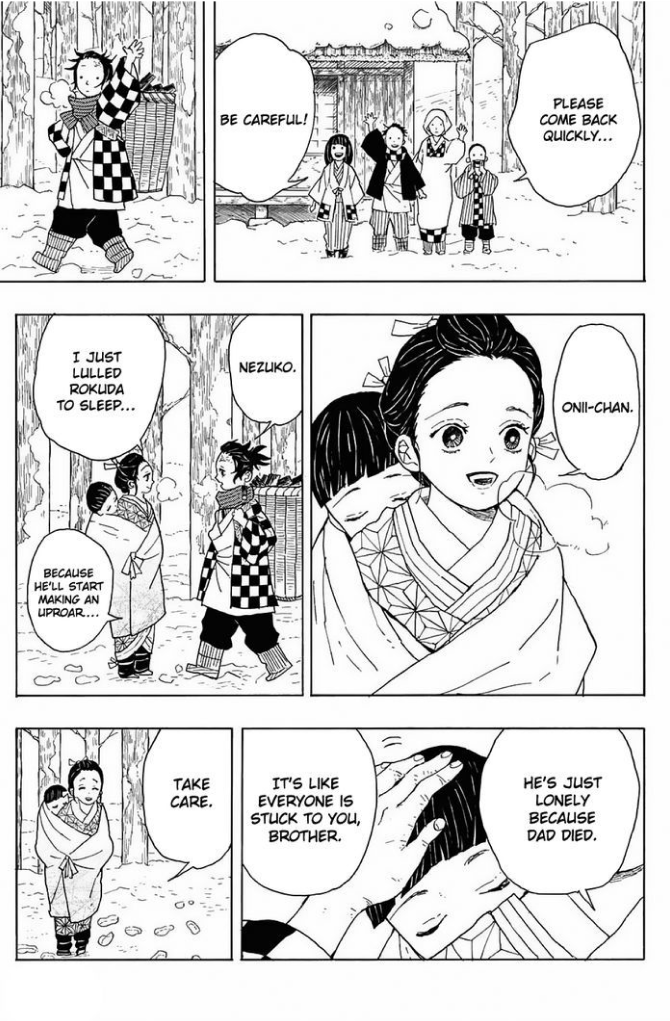 PLEASE
COME BACK
QUICKLY...
BE CAREFUL!
ONII-CHAN.
NEZUKO.
I JUST
LULLED
ROKUDA
TO SLEEP...
BECAUSE
HE'LL START
MAKING AN
UPROAR....
HE'S JUST
LONELY
BECAUSE
DAD DIED.
IT'S LIKE
EVERYONE IS
STUCK TO YOU,
BROTHER.
TAKE
CARE.